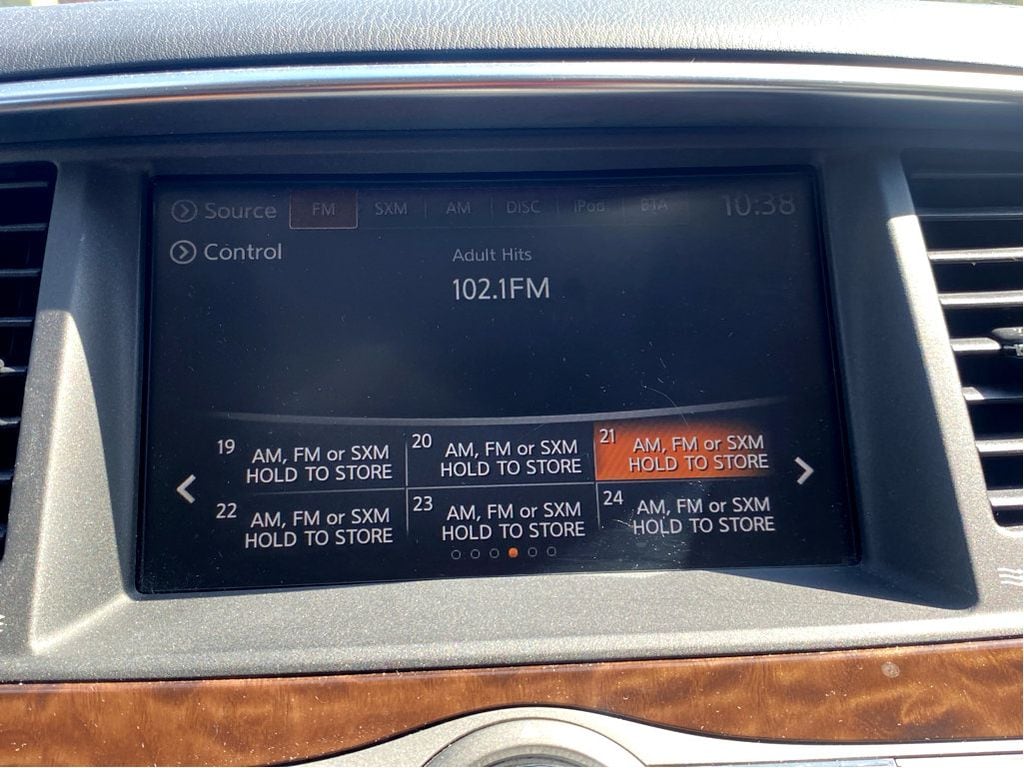 Source FM SXM AM DISC iPod BTA 10:38
Control
Adult Hits
102.1FM
19 AM, FM or SXM
HOLD TO STORE
20 AM, FM or SXM
HOLD TO STORE
21 AM, FM or SXM
HOLD TO STORE
22 AM, FM or SXM
HOLD TO STORE
23 AM, FM or SXM
HOLD TO STORE
24 AM, FM or SXM
HOLD TO STORE